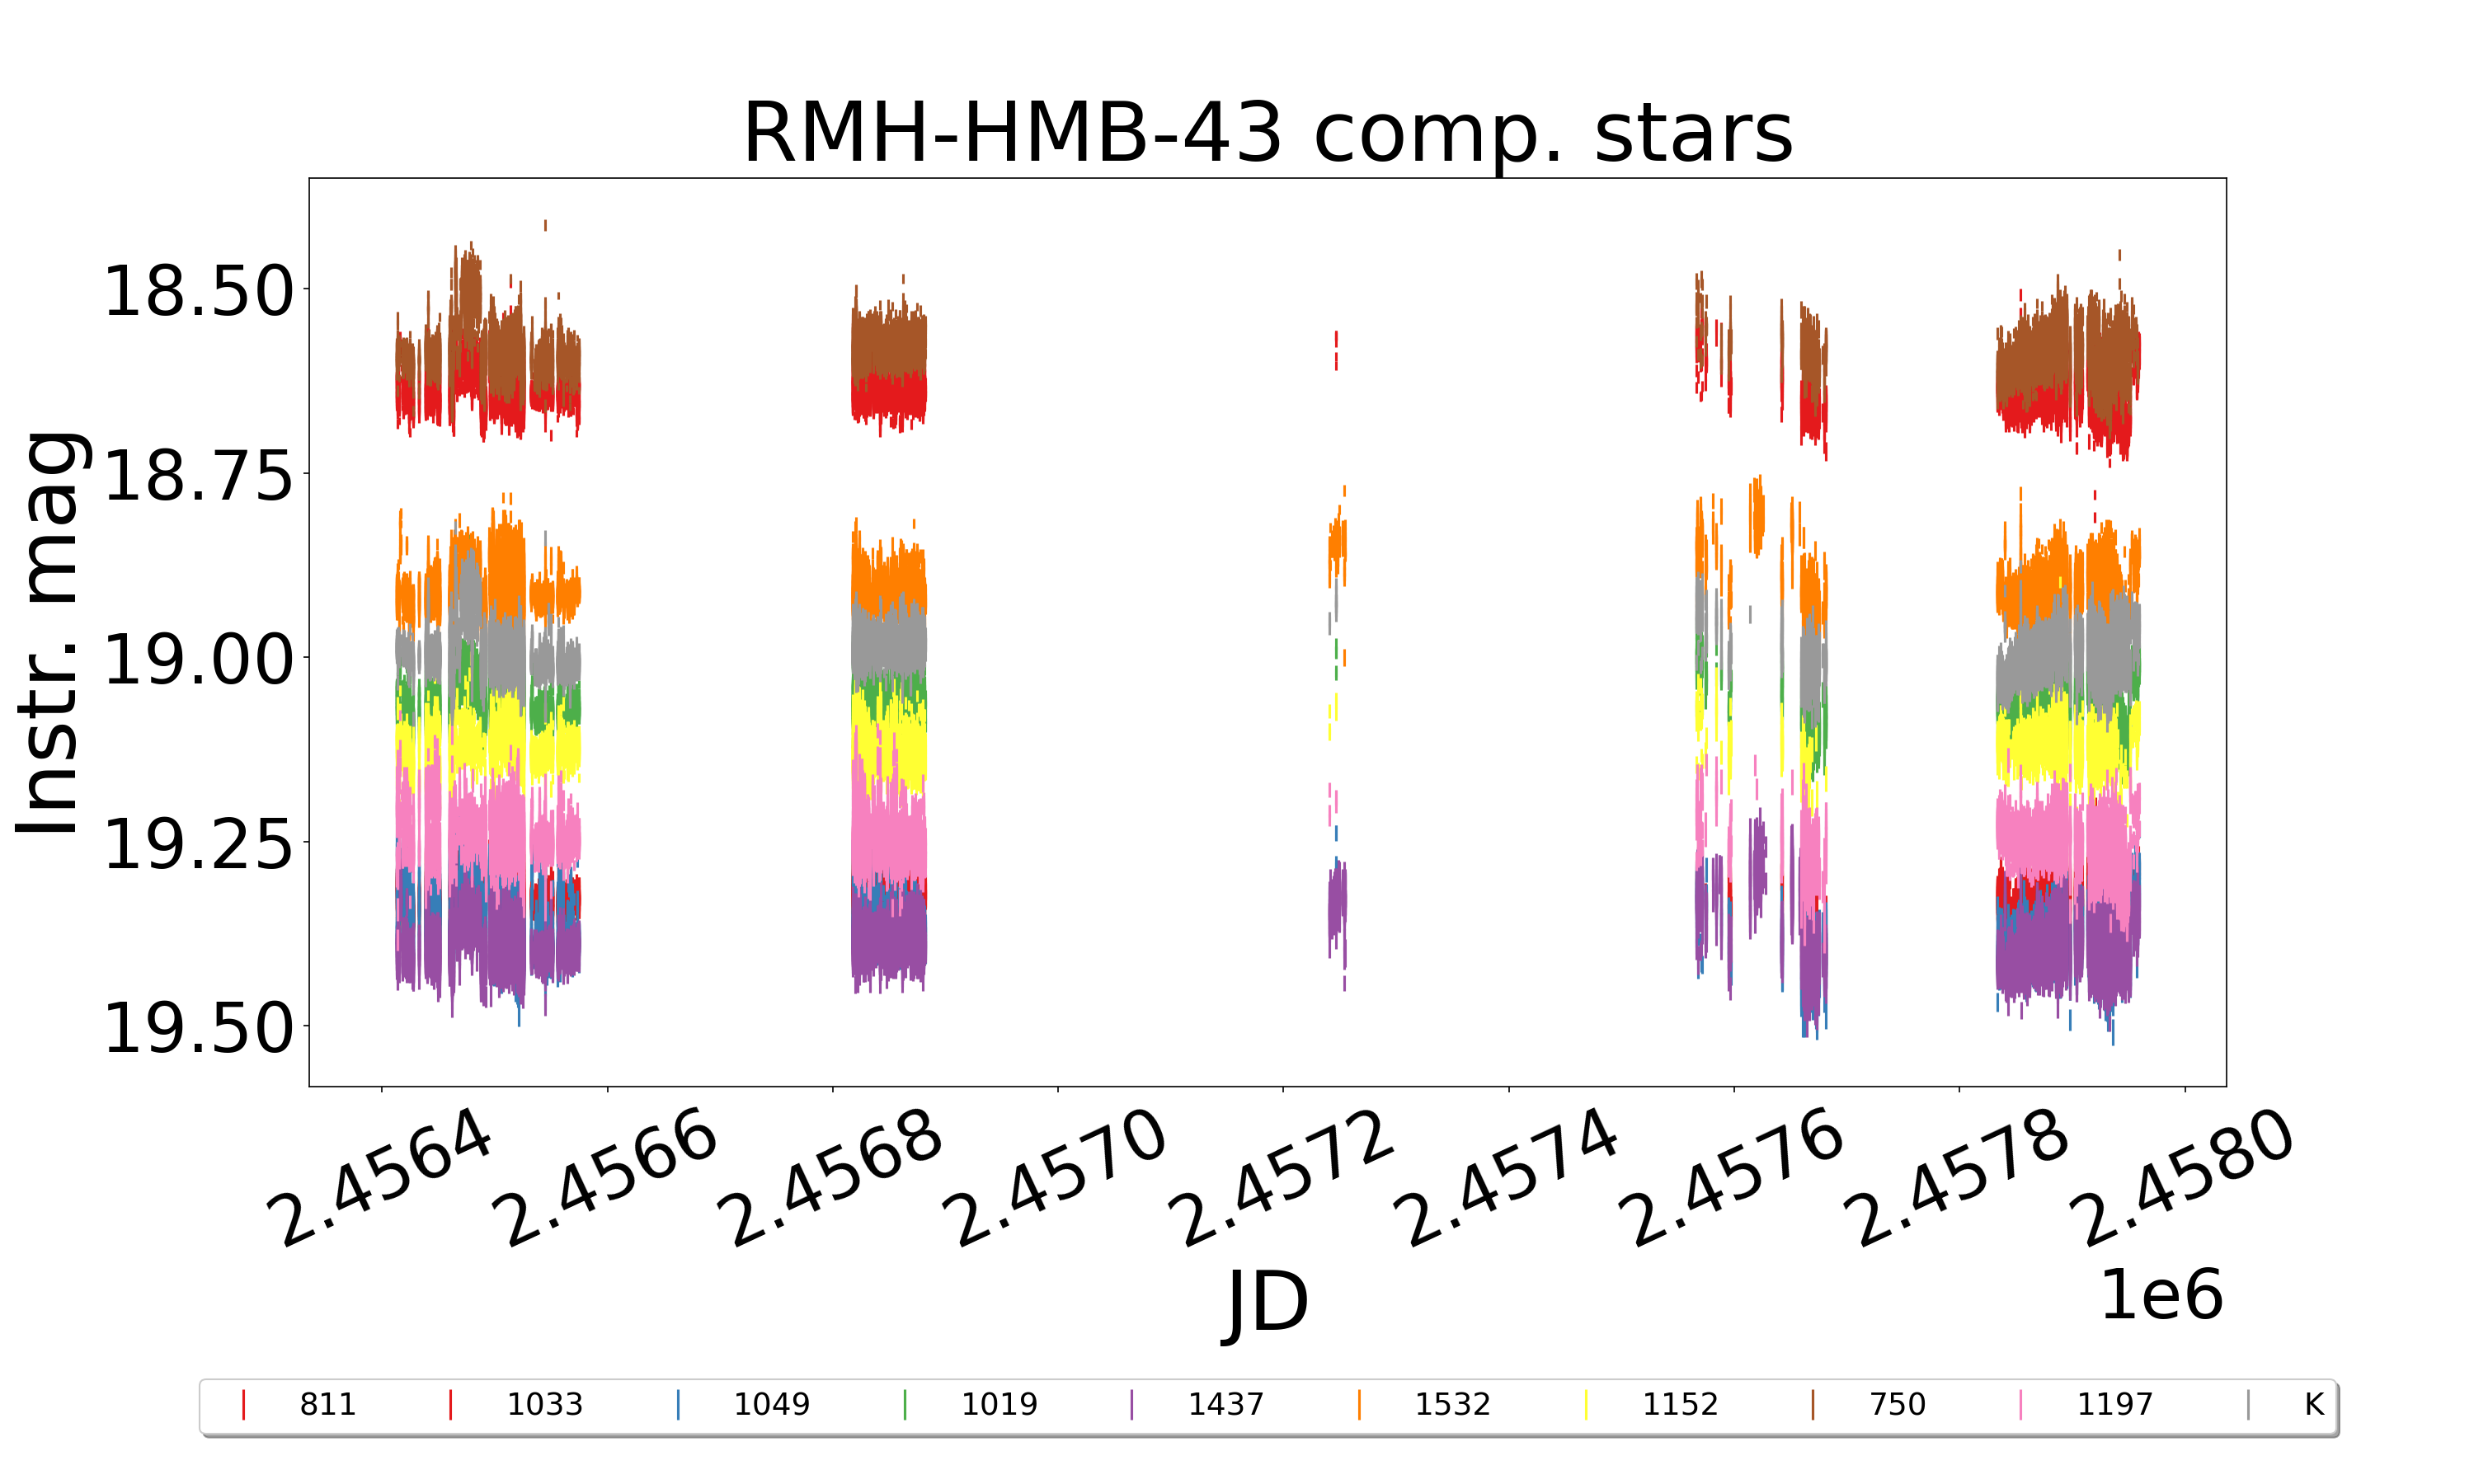 RMH-HMB-43 comp. stars
Instr. mag
18.50
18.75
19.00
19.25
19.50
2.4564 2.4566 2.4568 2.4570 2.4572 2.4574 2.4576 2.4578 2.4580
JD
1e6
811 1033 1049 1019 1437 1532 1152 750 1197 K